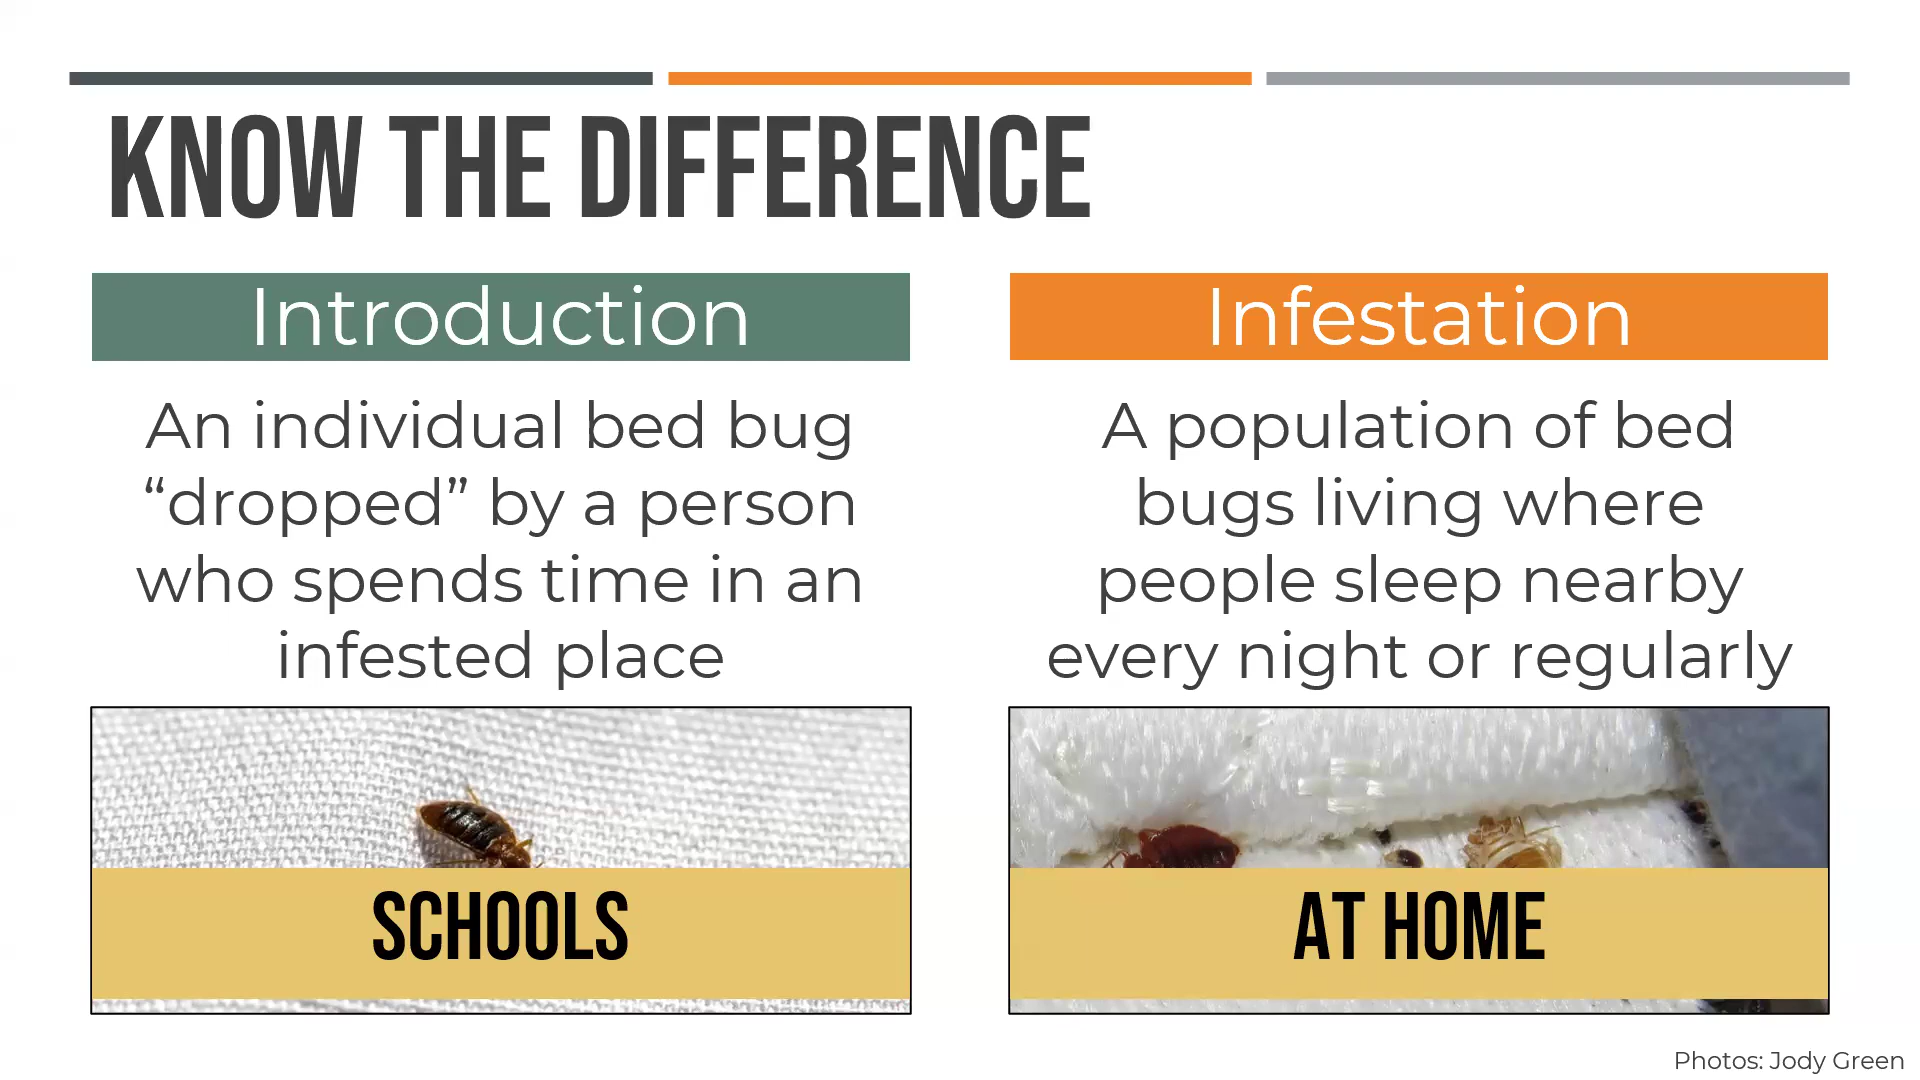 KNOW THE DIFFERENCE
Introduction
An individual bed bug
“dropped” by a person
who spends time in an
infested place
SCHOOLS
Infestation
A population of bed
bugs living where
people sleep nearby
every night or regularly
AT HOME
Photos: Jody Green